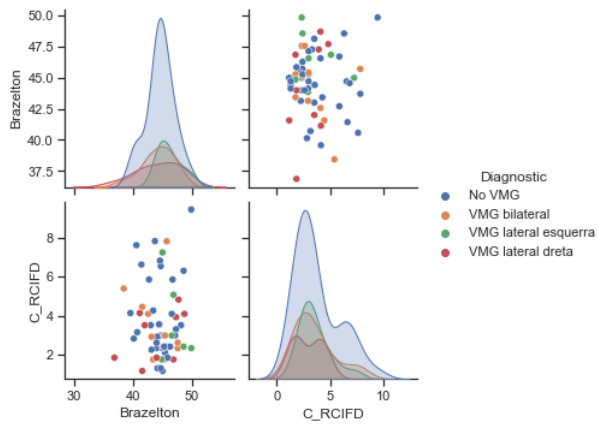 50.0
47.5
45.0
42.5
40.0
37.5
Brazelton
Diagnostic
No VMG
VMG bilateral
VMG lateral esquerra
VMG lateral dreta
8
6
4
2
C_RCIFD
30 40 50
Brazelton
0 5 10
C_RCIFD